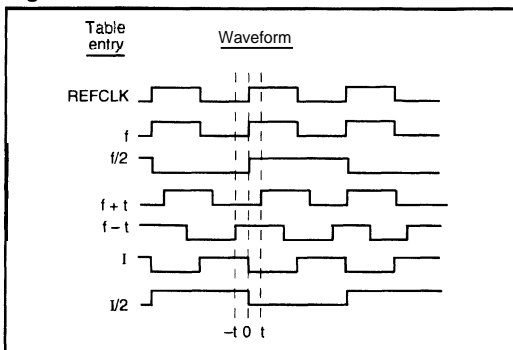 Table
entry
Waveform
REFCLK
f
f/2
f + t
f – t
I
I/2
–t 0 t